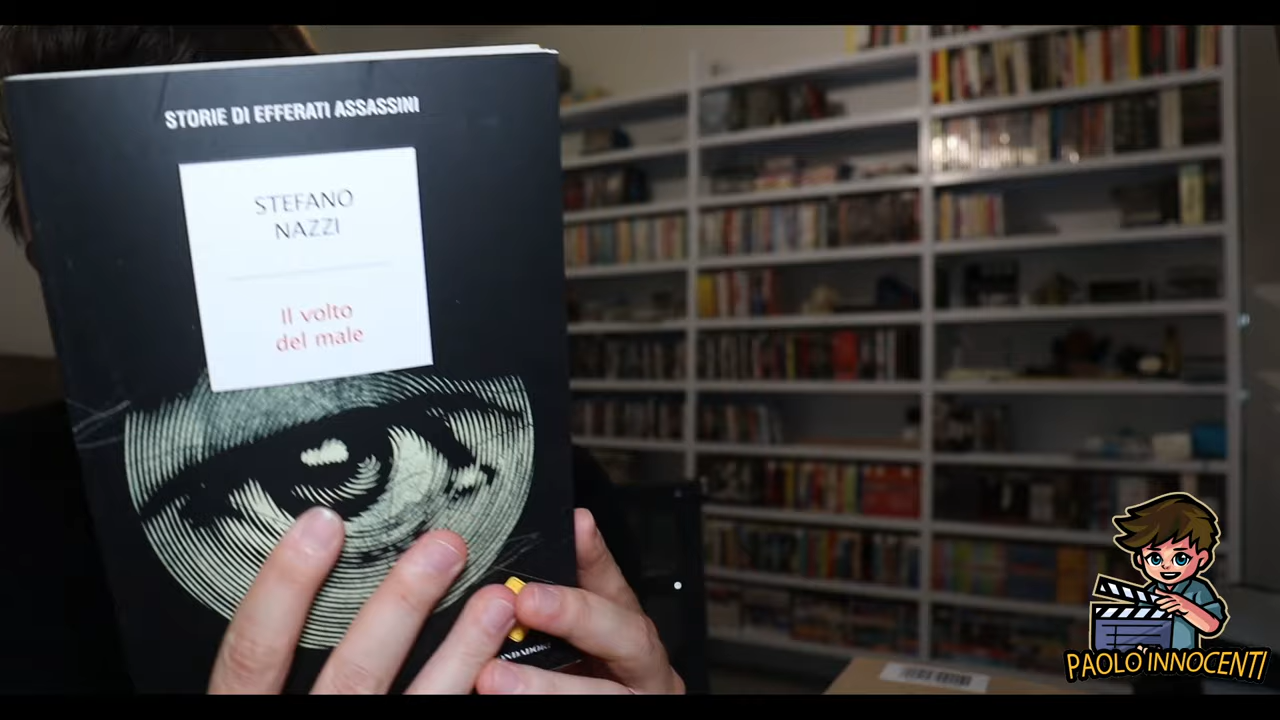 STORIE DI EFFERATI ASSASSINI
STEFANO
NAZZI
Il volto
del male
PAOLO INNOCENTI